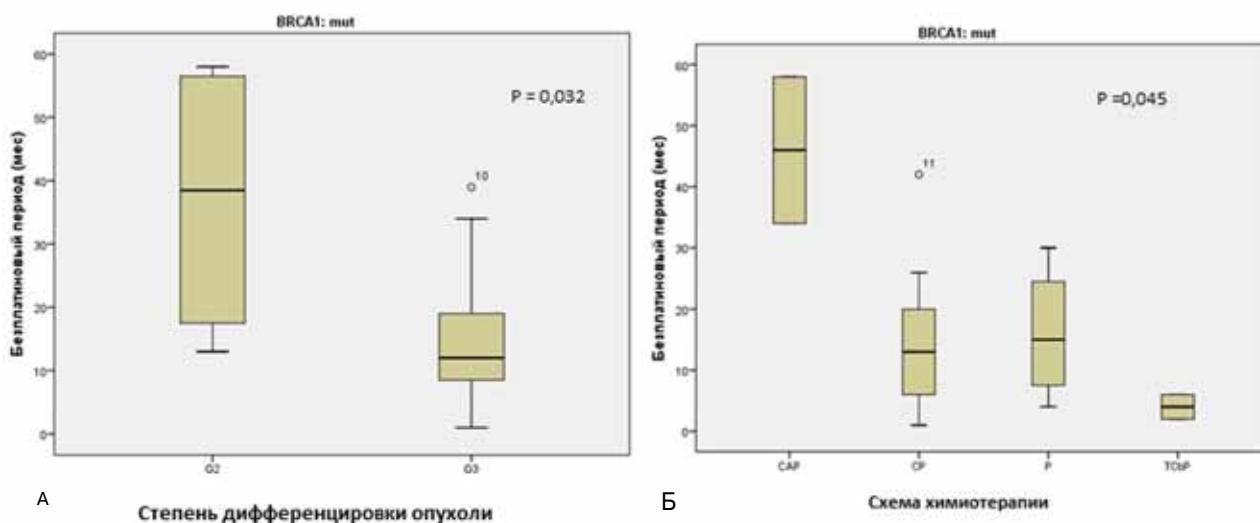 BRCA1: mut
60
50
40
30
20
10
0
Безплатиновый период (мес)
P = 0,032
10
G2
G3
А
Степень дифференцировки опухоли
BRCA1: mut
60
50
40
30
20
10
0
Безплатиновый период (мес)
P =0,045
11
CAP
CP
P
TCbP
Б
Схема химиотерапии